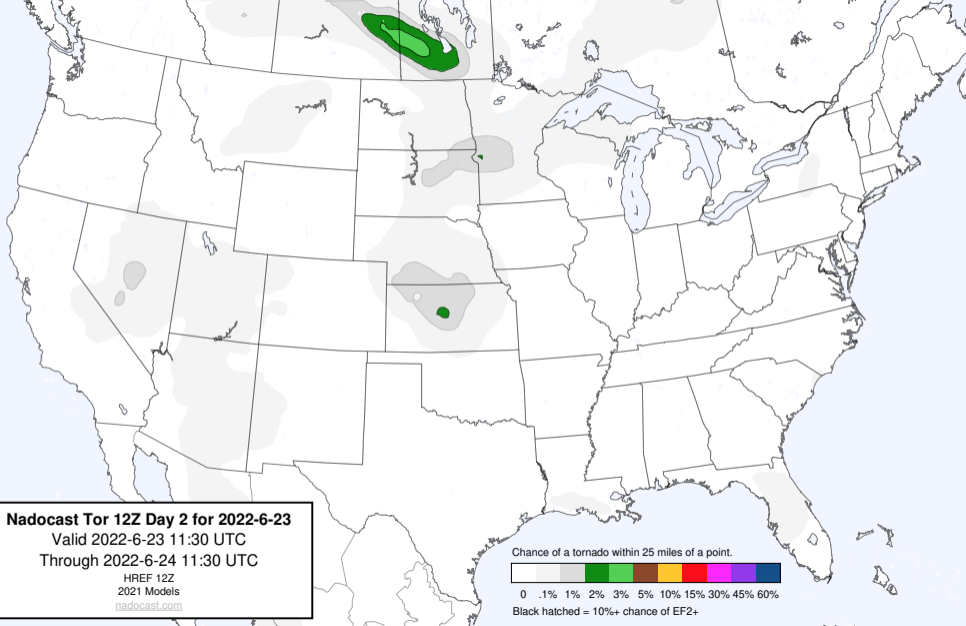 Nadocast Tor 12Z Day 2 for 2022-6-23
Valid 2022-6-23 11:30 UTC
Through 2022-6-24 11:30 UTC
HREF 12Z
2021 Models
nadocast.com
Chance of a tornado within 25 miles of a point.
0 .1% 1% 2% 3% 5% 10% 15% 30% 45% 60%
Black hatched = 10%+ chance of EF2+